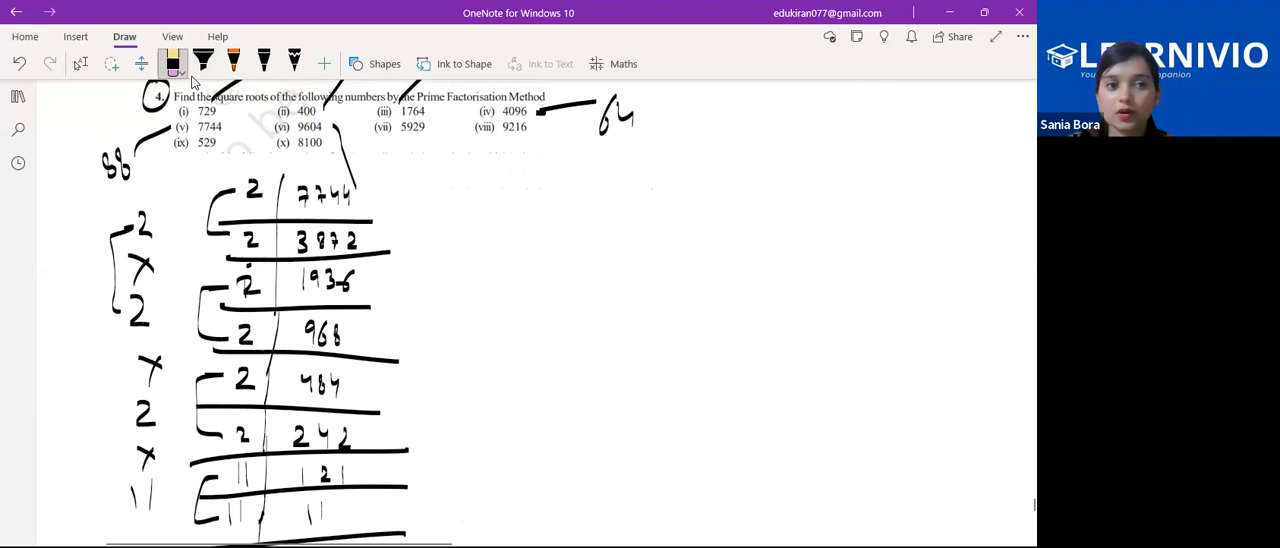 OneNote for Windows 10
edukiran077@gmail.com
Home Insert Draw View Help
Share
Shapes
Ink to Shape
Ink to Text
Maths
LEARNIVIO
Sania Bora
4. Find the square roots of the following numbers by the Prime Factorisation Method
(i) 729 (ii) 400 (iii) 1764 (iv) 4096
(v) 7744 (vi) 9604 (vii) 5929 (viii) 9216
(ix) 529 (x) 8100
64
88
2 7744
2 3872
2 1936
2 968
2 484
2 242
11 121
11 11
2
×
2
×
2
×
11